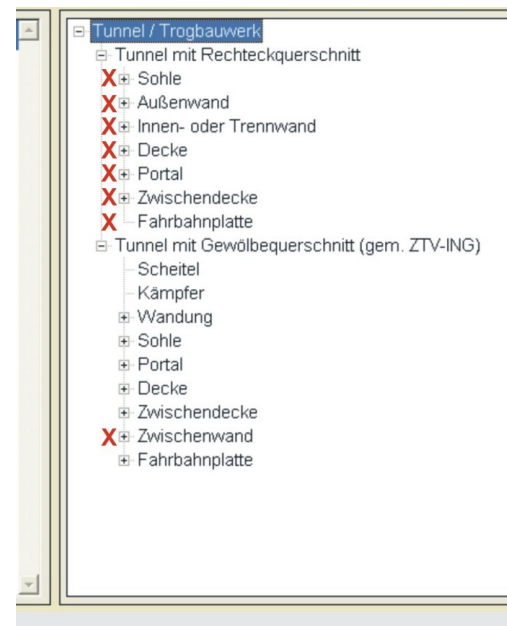 Tunnel / Trogbauwerk
Tunnel mit Rechteckquerschnitt
X Sohle
X Außenwand
X Innen- oder Trennwand
X Decke
X Portal
X Zwischendecke
X Fahrbahnplatte
Tunnel mit Gewölbequerschnitt (gem. ZTV-ING)
Scheitel
Kämpfer
Wandung
Sohle
Portal
Decke
Zwischendecke
X Zwischenwand
Fahrbahnplatte